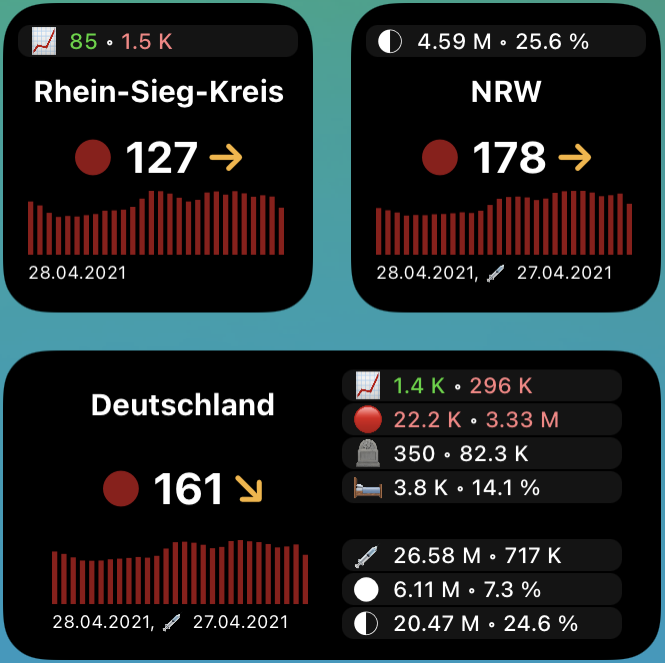 85 ∘ 1.5 K
Rhein-Sieg-Kreis
127 →
28.04.2021
4.59 M ∘ 25.6 %
NRW
178 →
28.04.2021, 27.04.2021
Deutschland
161 ↘
28.04.2021, 27.04.2021
1.4 K ∘ 296 K
22.2 K ∘ 3.33 M
350 ∘ 82.3 K
3.8 K ∘ 14.1 %
26.58 M ∘ 717 K
6.11 M ∘ 7.3 %
20.47 M ∘ 24.6 %